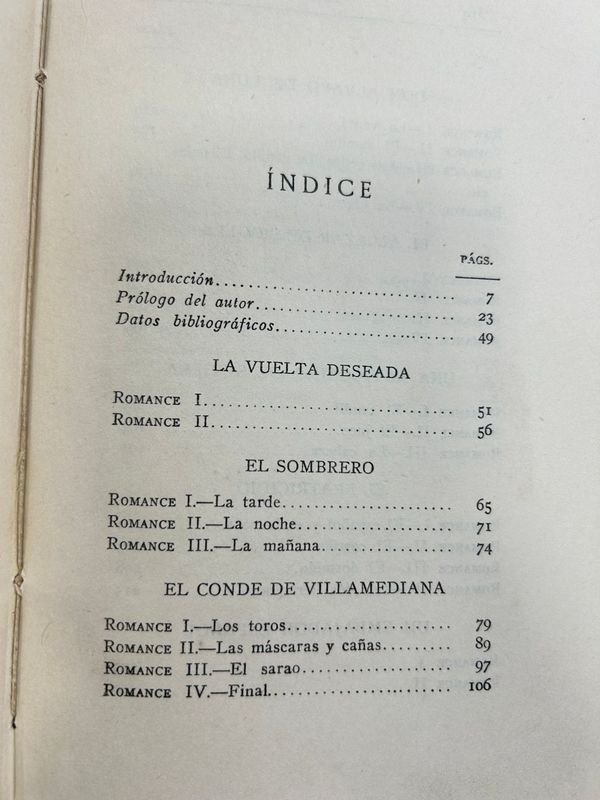 ÍNDICE
PÁGS.
Introducción........................ 7
Prólogo del autor........................ 23
Datos bibliográficos........................ 49
LA VUELTA DESEADA
ROMANCE I........................ 51
ROMANCE II........................ 56
EL SOMBRERO
ROMANCE I.—La tarde........................ 65
ROMANCE II.—La noche........................ 71
ROMANCE III.—La mañana........................ 74
EL CONDE DE VILLAMEDIANA
ROMANCE I.—Los toros........................ 79
ROMANCE II.—Las máscaras y cañas........................ 89
ROMANCE III.—El sarao........................ 97
ROMANCE IV.—Final........................ 106